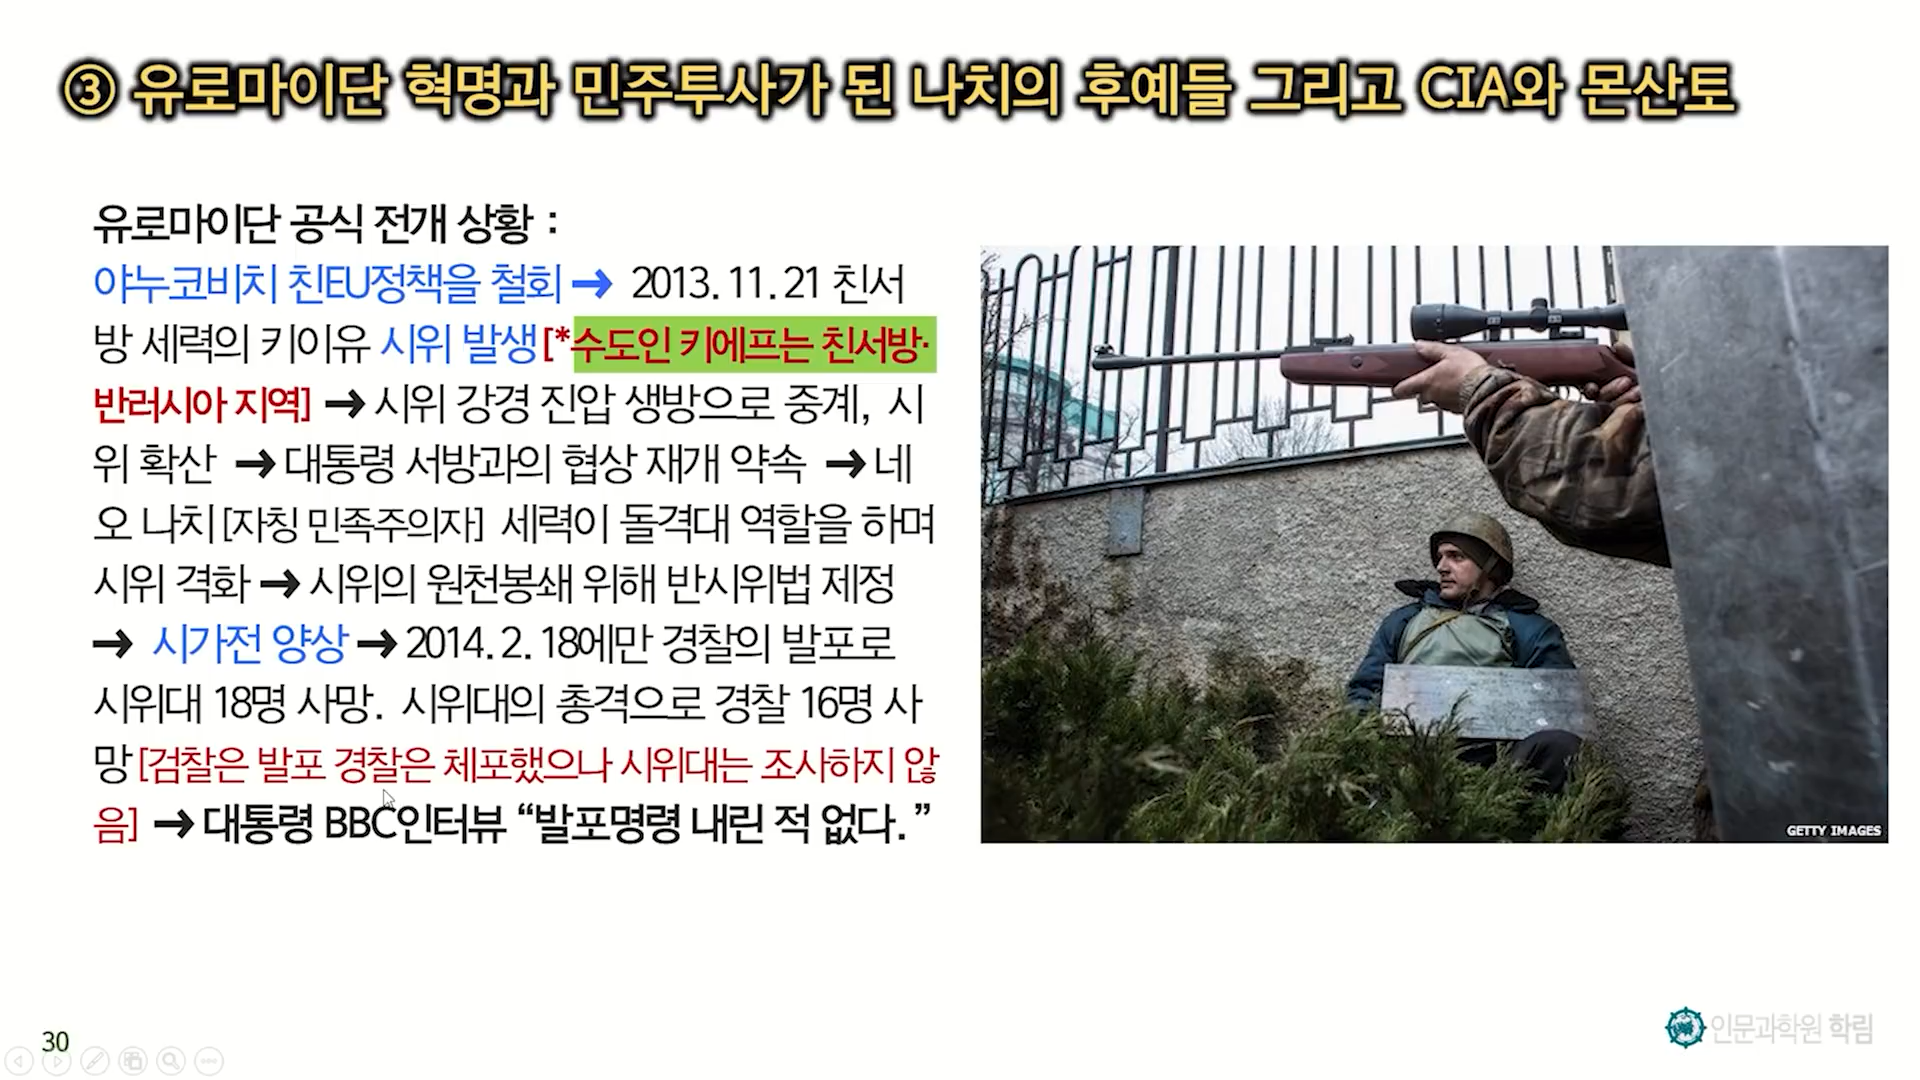 ③ 유로마이단 혁명과 민주투사가 된 나치의 후예들 그리고 CIA와 몬산토
유로마이단 공식 전개 상황 :
야누코비치 친EU정책을 철회➔ 2013. 11. 21 친서
방 세력의 키이유 시위 발생[*수도인 키에프는 친서방·
반러시아 지역] ➔시위 강경 진압 생방으로 중계, 시
위 확산 ➔대통령 서방과의 협상 재개 약속 ➔네
오 나치[자칭 민족주의자] 세력이 돌격대 역할을 하며
시위 격화➔시위의 원천봉쇄 위해 반시위법 제정
➔ 시가전 양상➔2014. 2. 18에만 경찰의 발포로
시위대 18명 사망. 시위대의 총격으로 경찰 16명 사
망[검찰은 발포 경찰은 체포했으나 시위대는 조사하지 않
음] ➔대통령 BBC인터뷰 “발포명령 내린 적 없다.”
GETTY IMAGES
30
인문과학원 학림